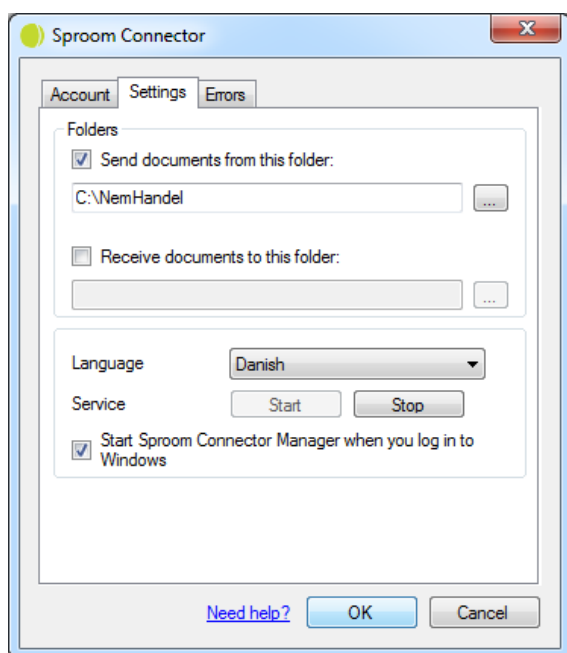 Sproom Connector
Account Settings Errors
Folders
Send documents from this folder:
C:\NemHandel
...
Receive documents to this folder:
...
Language Danish
Service Start Stop
Start Sproom Connector Manager when you log in to
Windows
Need help? OK Cancel